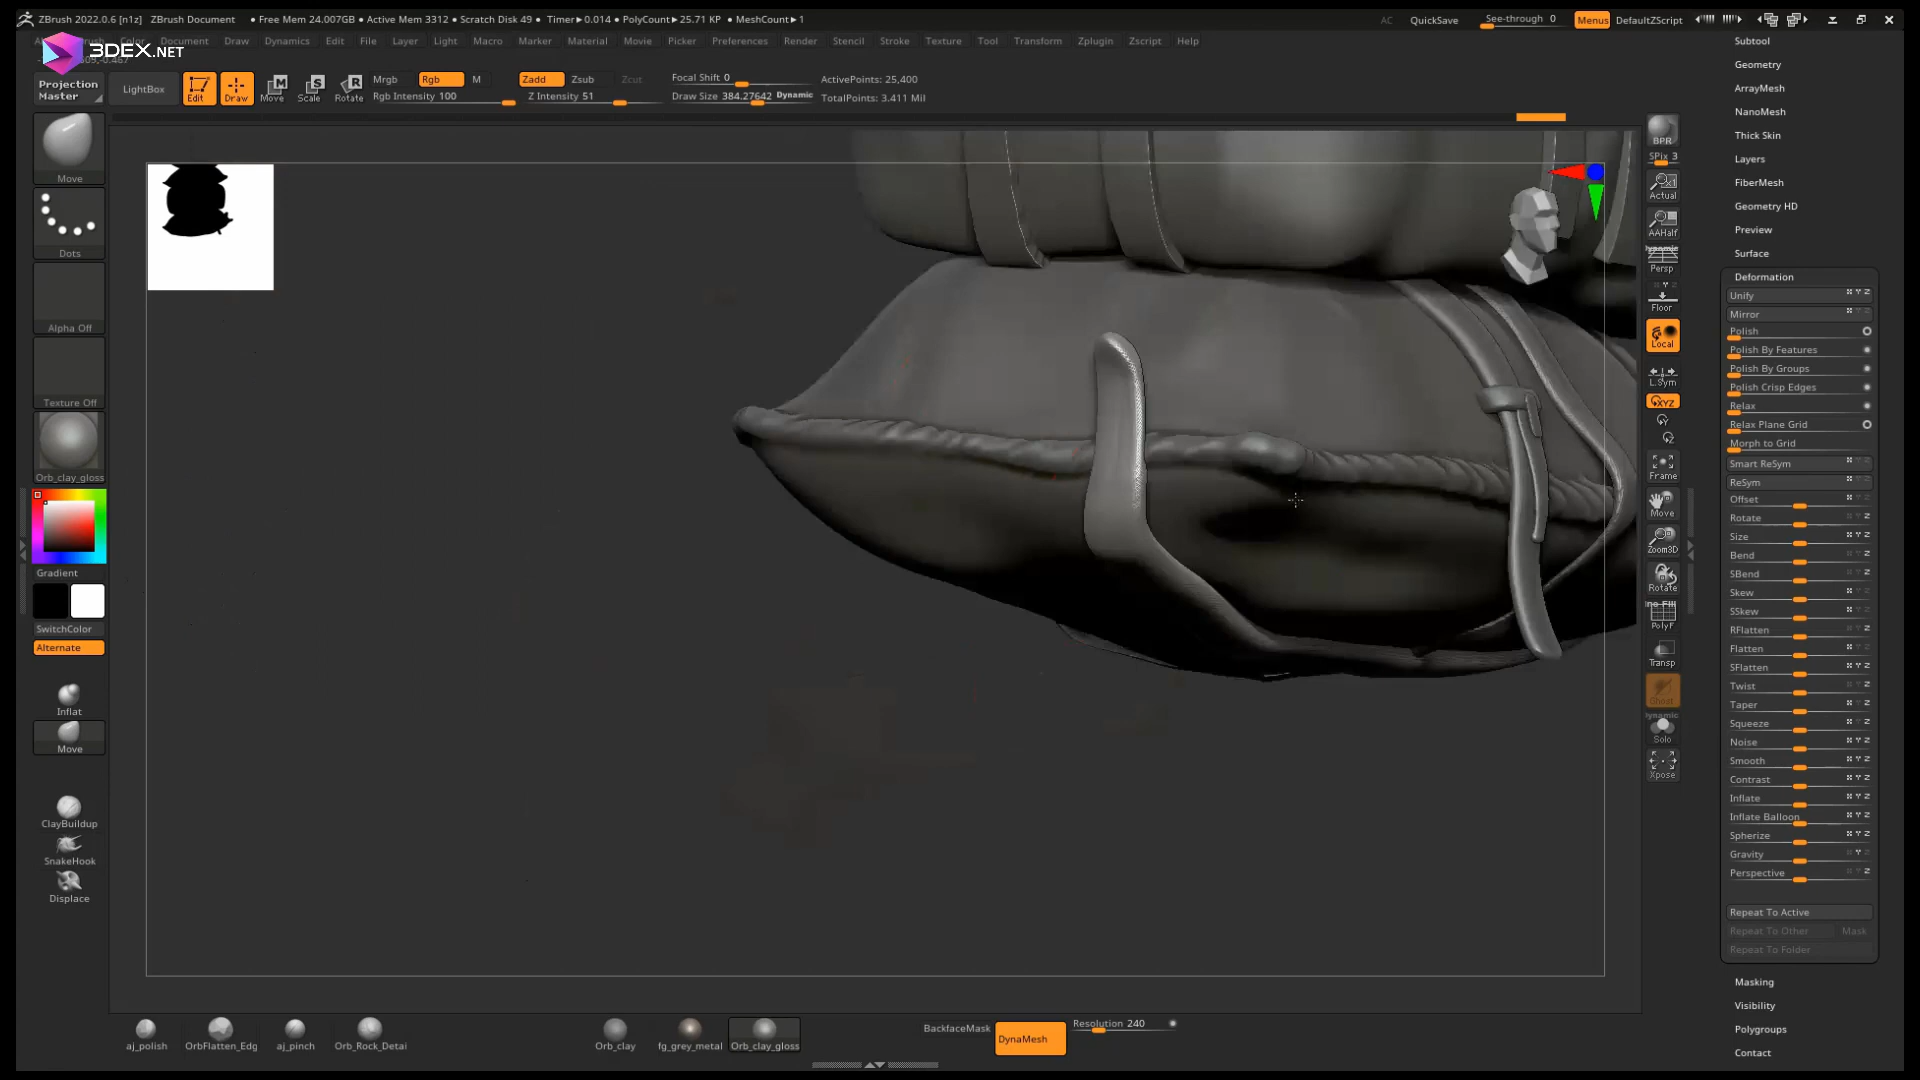 ZBrush 2022.0.6 [n1z] ZBrush Document • Free Mem 24.007GB • Active Mem 3312 • Scratch Disk 49 • Timer▸0.014 • PolyCount▸25.71 KP • MeshCount▸1
AC QuickSave See-through 0 Menus DefaultZScript
3DEX.NET
Color Document Draw Dynamics Edit File Layer Light Macro Marker Material Movie Picker Preferences Render Stencil Stroke Texture Tool Transform Zplugin Zscript Help
Projection Master
LightBox
Edit
Draw
Move
Scale
Rotate
Mrgb Rgb M
Rgb Intensity 100
Zadd Zsub Zcut
Z Intensity 51
Focal Shift 0
Draw Size 384.27642 Dynamic
ActivePoints: 25,400
TotalPoints: 3.411 Mil
Move
Dots
Alpha Off
Texture Off
Orb_clay_gloss
Gradient
SwitchColor
Alternate
Inflat
Move
ClayBuildup
SnakeHook
Displace
BPR
SPix 3
Actual
AAHalf
Dynamic
Persp
Floor
Local
L.Sym
XYZ
Frame
Move
Zoom3D
Rotate
PolyF
Transp
Ghost
Dynamic
Solo
Xpose
Subtool
Geometry
ArrayMesh
NanoMesh
Thick Skin
Layers
FiberMesh
Geometry HD
Preview
Surface
Deformation
Unify
Mirror
Polish
Polish By Features
Polish By Groups
Polish Crisp Edges
Relax
Relax Plane Grid
Morph to Grid
Smart ReSym
ReSym
Offset
Rotate
Size
Bend
SBend
Skew
SSkew
RFlatten
Flatten
SFlatten
Twist
Taper
Squeeze
Noise
Smooth
Contrast
Inflate
Inflate Balloon
Spherize
Gravity
Perspective
Repeat To Active
Repeat To Other Mask
Repeat To Folder
Masking
Visibility
Polygroups
Contact
aj_polish
OrbFlatten_Edg
aj_pinch
Orb_Rock_Detai
Orb_clay
fg_grey_metal
Orb_clay_gloss
BackfaceMask
DynaMesh
Resolution 240